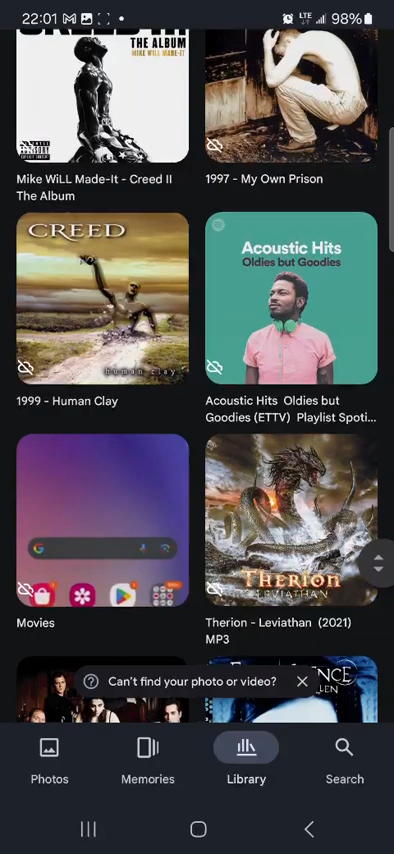 22:01
LTE
98%
THE ALBUM
MIKE WiLL MADE-IT
Mike WiLL Made-It - Creed II
The Album
1997 - My Own Prison
CREED
human clay
1999 - Human Clay
Acoustic Hits
Oldies but Goodies
Acoustic Hits Oldies but
Goodies (ETTV) Playlist Spoti...
G
Movies
THERION
LEVIATHAN
Therion - Leviathan (2021)
MP3
Can't find your photo or video?
Photos
Memories
Library
Search